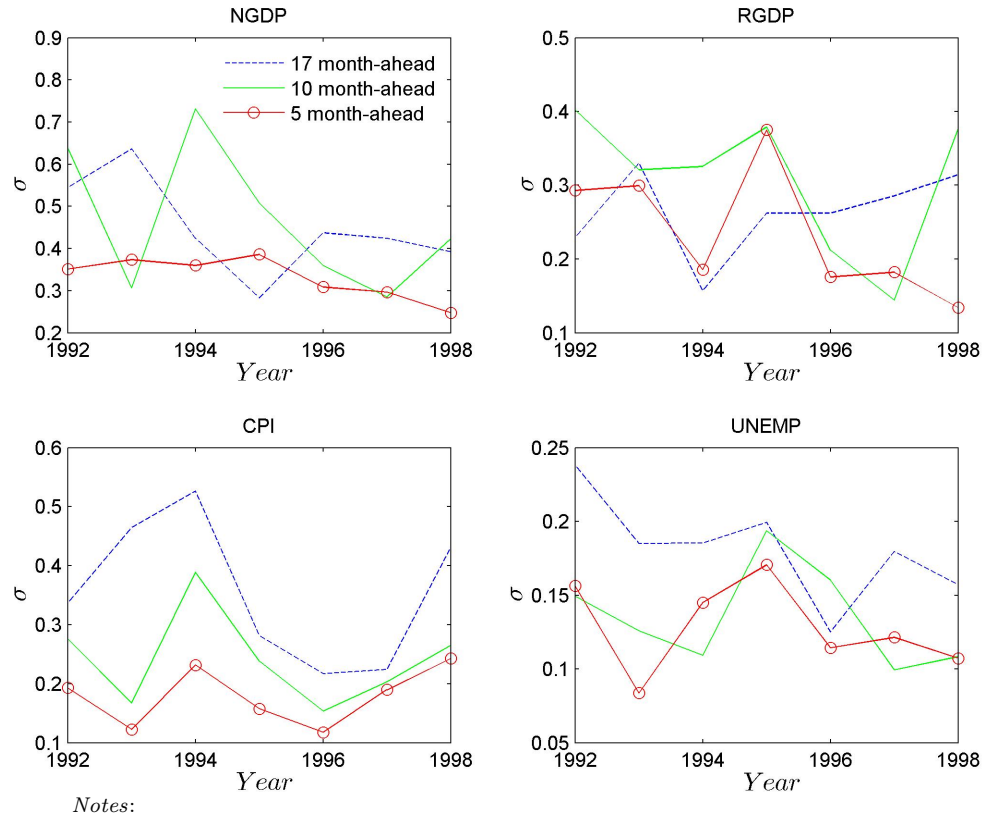 NGDP
0.9
0.8
0.7
0.6
0.5
0.4
0.3
0.2
σ
17 month-ahead
10 month-ahead
5 month-ahead
1992 1994 1996 1998
Year
RGDP
0.5
0.4
0.3
0.2
0.1
σ
1992 1994 1996 1998
Year
CPI
0.6
0.5
0.4
0.3
0.2
0.1
σ
1992 1994 1996 1998
Year
UNEMP
0.25
0.2
0.15
0.1
0.05
σ
1992 1994 1996 1998
Year
Notes: